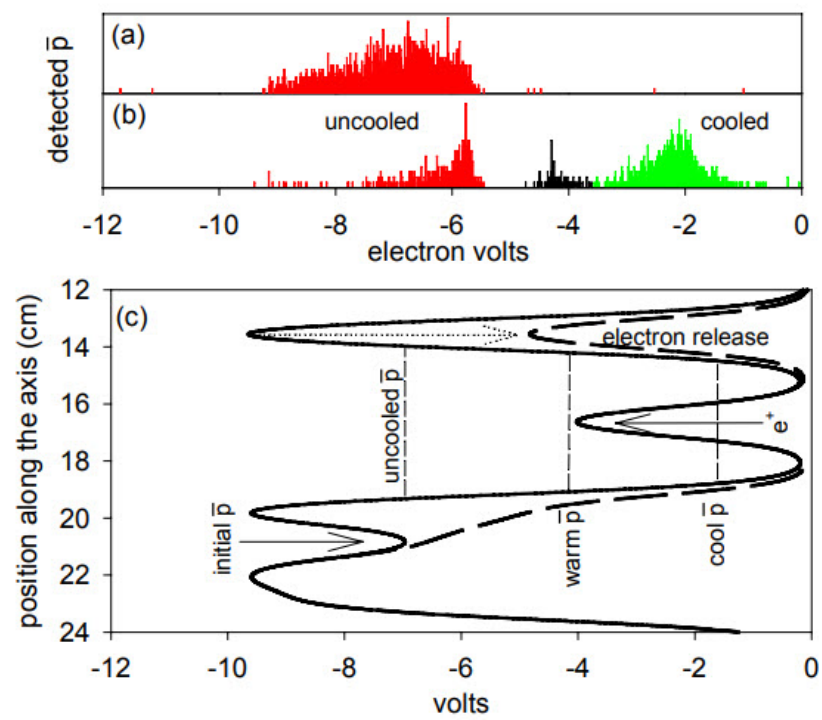 (a)
detected p̅
(b)
uncooled
cooled
-12 -10 -8 -6 -4 -2 0
electron volts
(c)
position along the axis (cm)
12
14
16
18
20
22
24
electron release
uncooled p̅
e⁺
initial p̅
warm p̅
cool p̅
-12 -10 -8 -6 -4 -2 0
volts